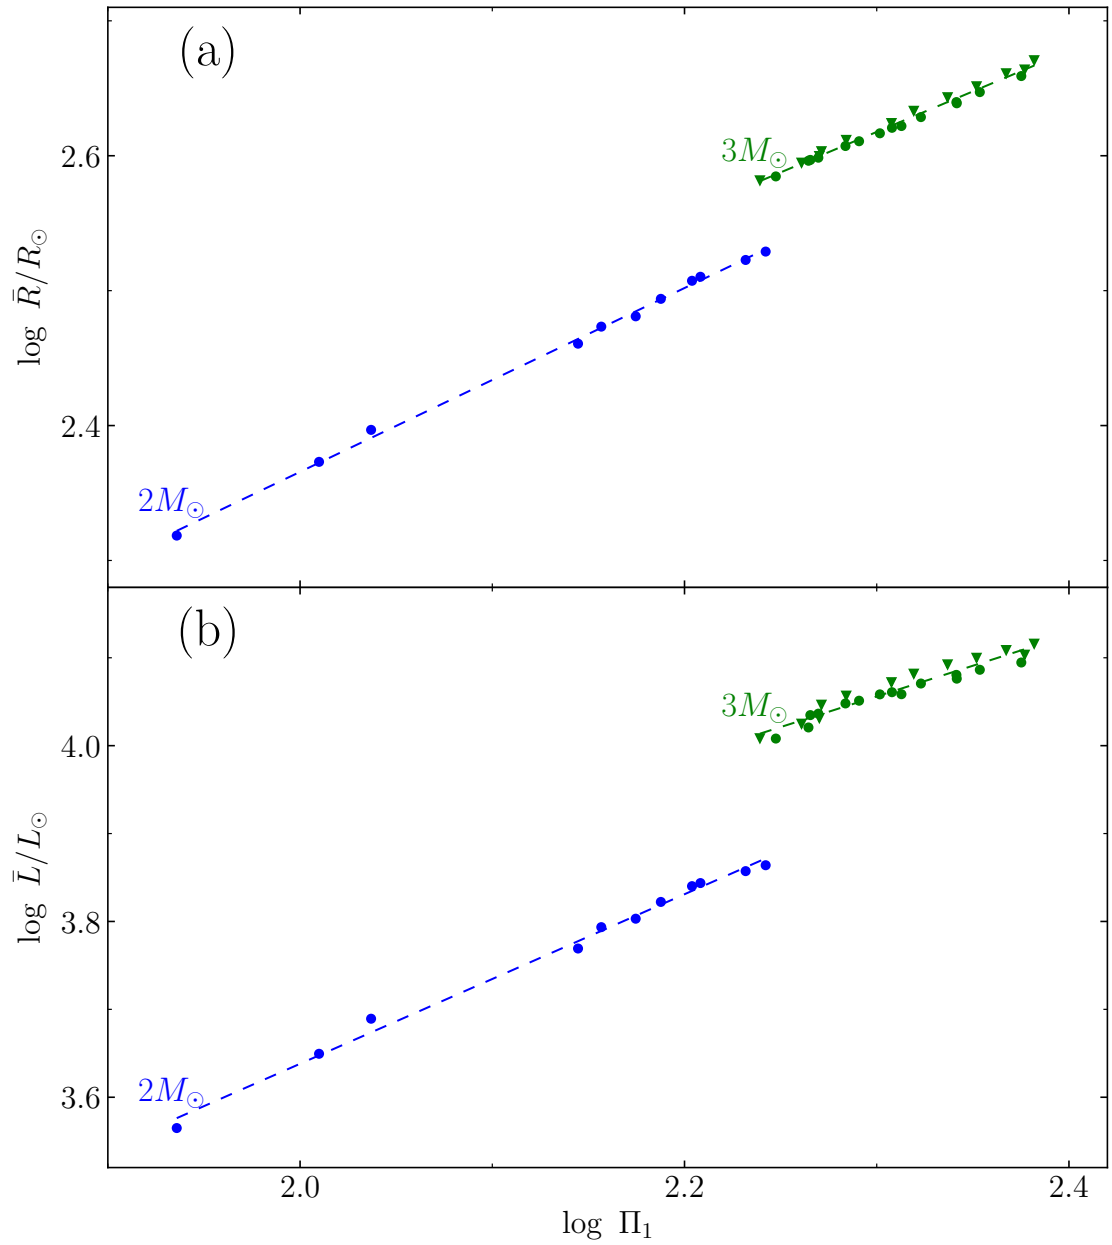 (a)
2.6
3M⊙
log R̄/R⊙
2.4
2M⊙
(b)
3M⊙
4.0
log L̄/L⊙
3.8
3.6
2M⊙
2.0 2.2 2.4
log Π₁